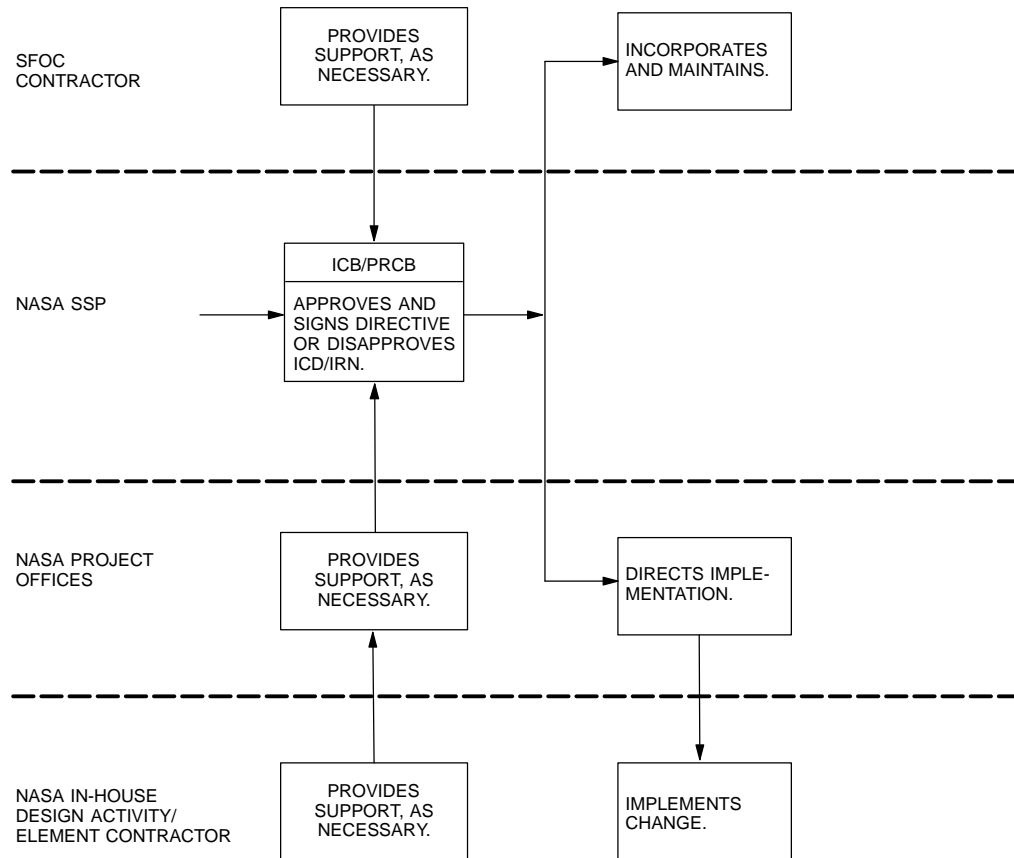 SFOC
CONTRACTOR
PROVIDES
SUPPORT, AS
NECESSARY.
INCORPORATES
AND MAINTAINS.
NASA SSP
ICB/PRCB
APPROVES AND
SIGNS DIRECTIVE
OR DISAPPROVES
ICD/IRN.
NASA PROJECT
OFFICES
PROVIDES
SUPPORT, AS
NECESSARY.
DIRECTS IMPLE-
MENTATION.
NASA IN-HOUSE
DESIGN ACTIVITY/
ELEMENT CONTRACTOR
PROVIDES
SUPPORT, AS
NECESSARY.
IMPLEMENTS
CHANGE.